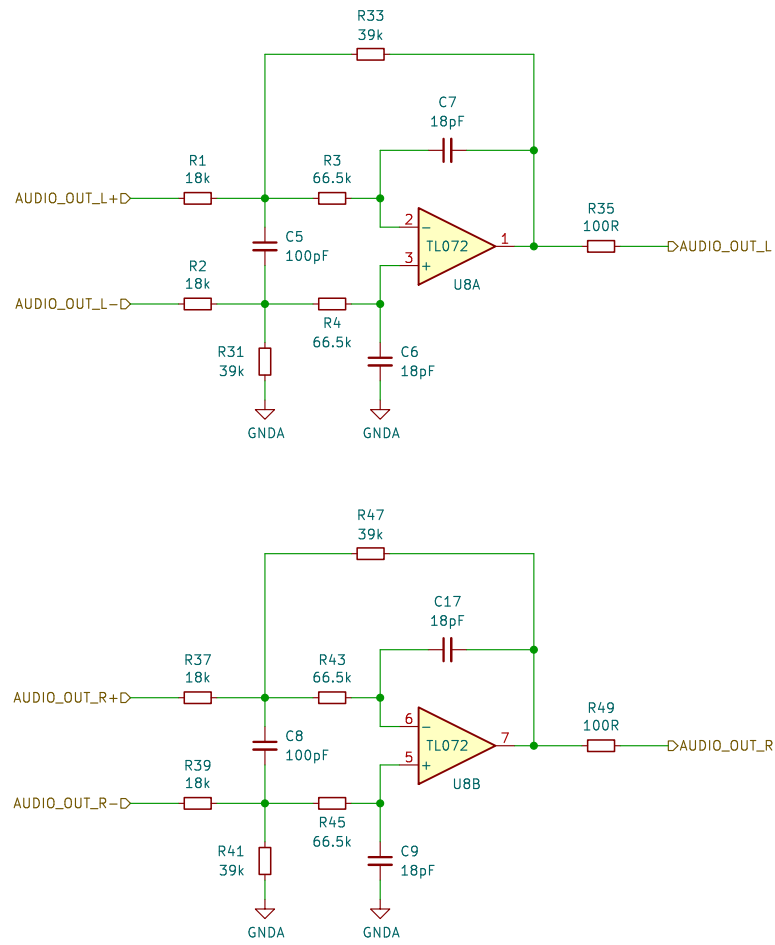 R33
39k
C7
18pF
R1
18k
R3
66.5k
AUDIO_OUT_L+
2
R35
100R
C5
100pF
TL072
1
AUDIO_OUT_L
3
R2
18k
U8A
AUDIO_OUT_L-
R4
66.5k
R31
39k
C6
18pF
GNDA
GNDA
R47
39k
C17
18pF
R37
18k
R43
66.5k
AUDIO_OUT_R+
6
R49
100R
C8
100pF
TL072
7
AUDIO_OUT_R
5
R39
18k
U8B
AUDIO_OUT_R-
R45
66.5k
R41
39k
C9
18pF
GNDA
GNDA